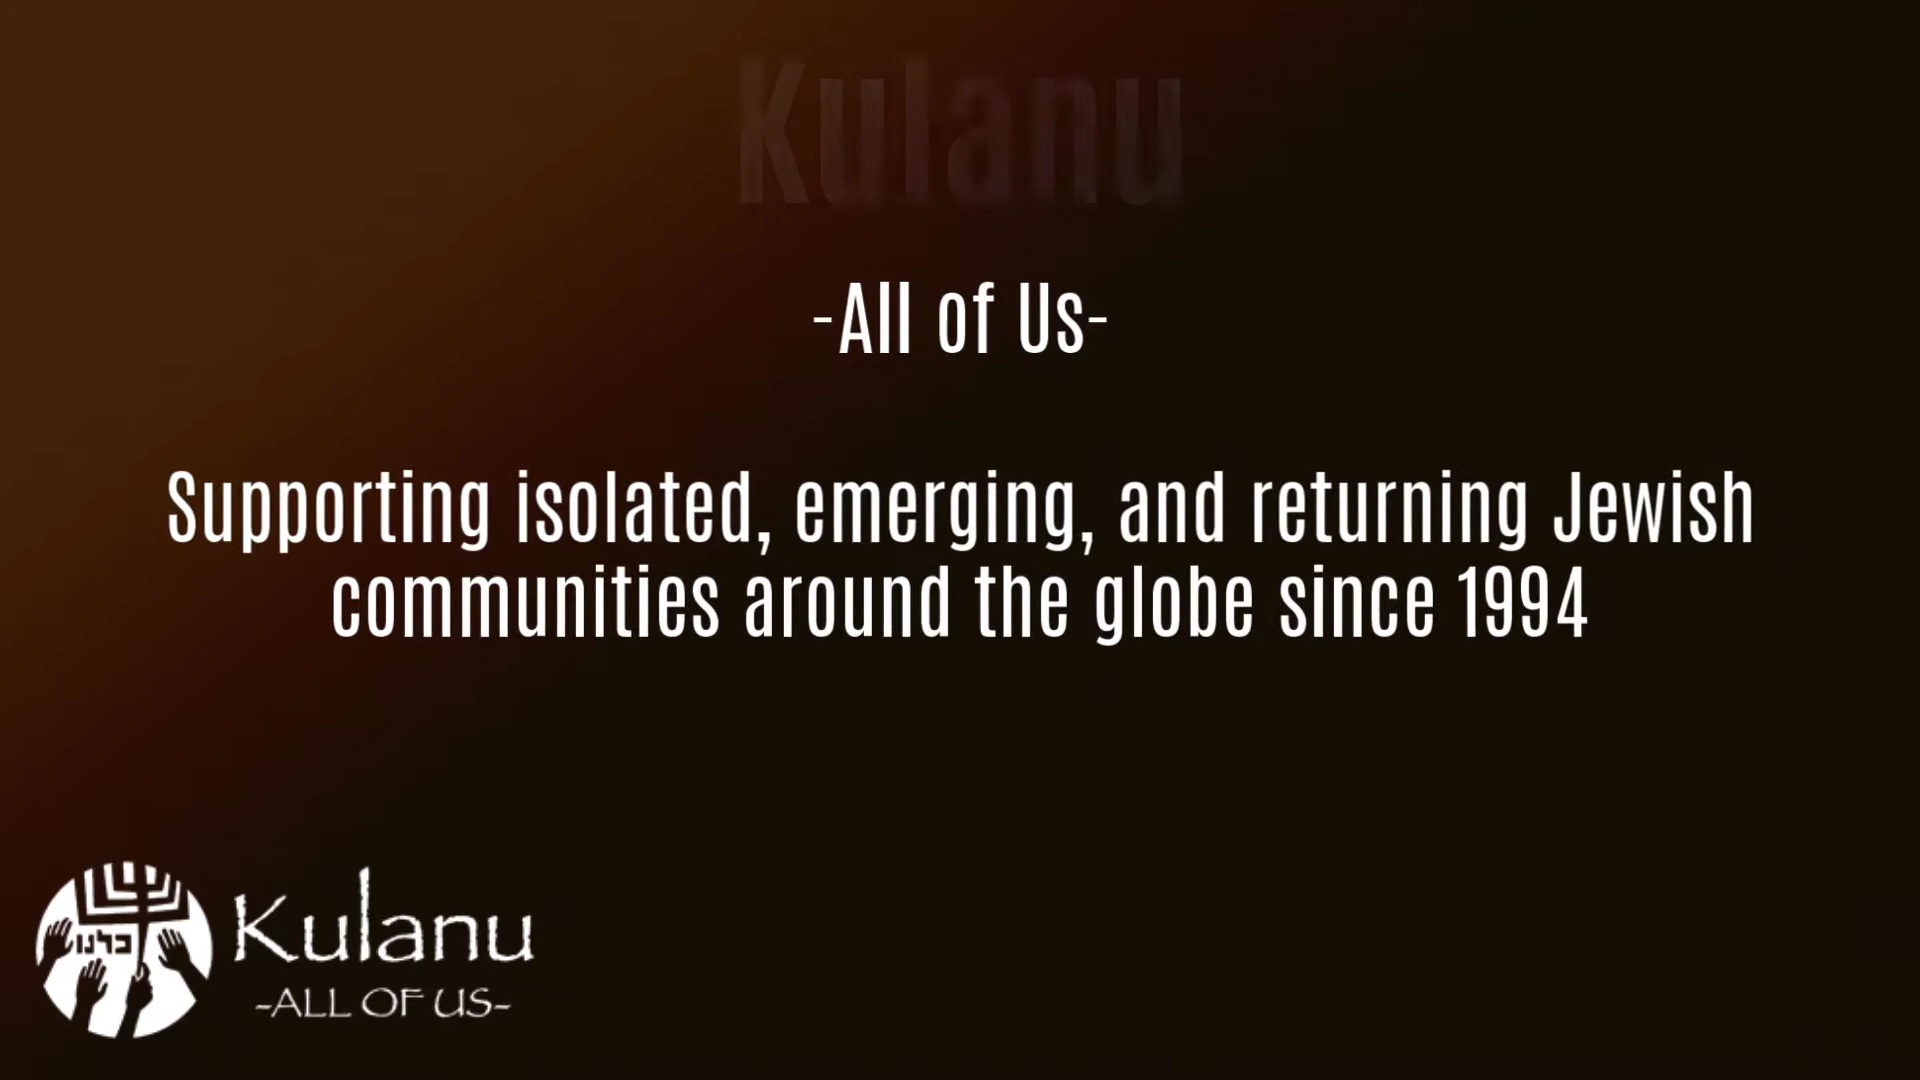 Kulanu
-All of Us-
Supporting isolated, emerging, and returning Jewish
communities around the globe since 1994
כלנו
Kulanu
-ALL OF US-